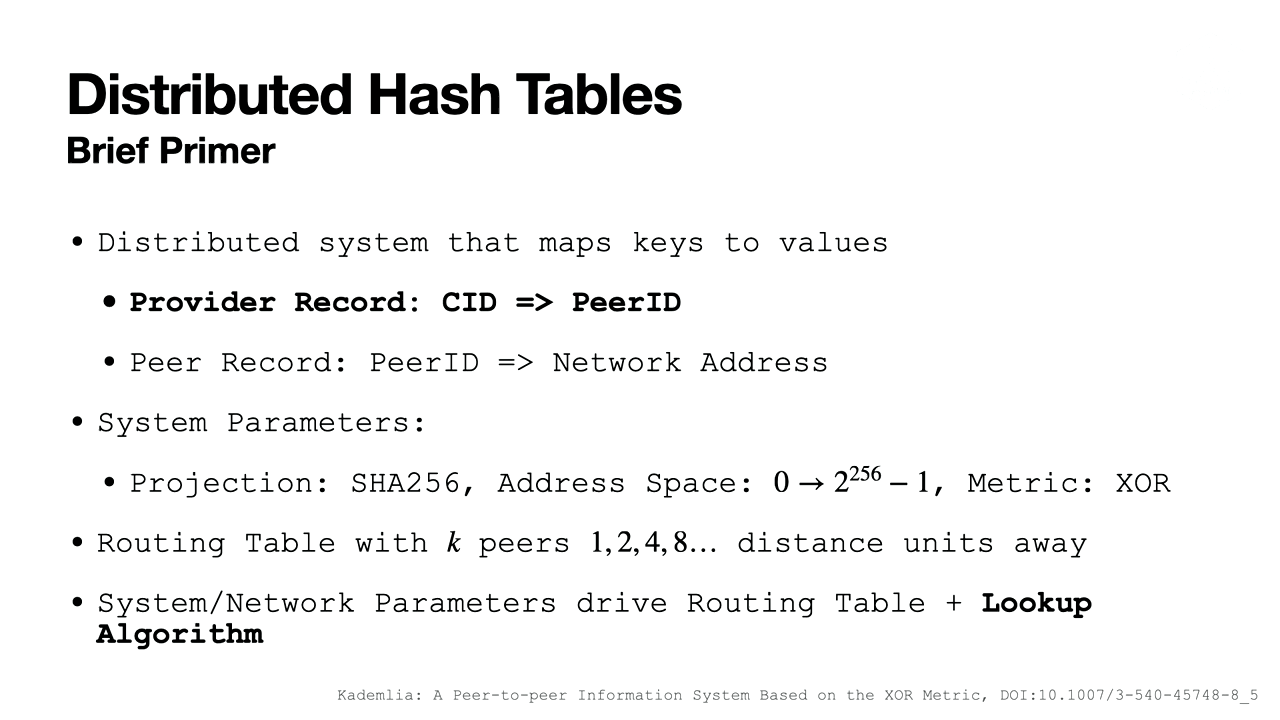 Distributed Hash Tables
Brief Primer
• Distributed system that maps keys to values
• Provider Record: CID => PeerID
• Peer Record: PeerID => Network Address
• System Parameters:
• Projection: SHA256, Address Space: 0 → 2^256 − 1, Metric: XOR
• Routing Table with k peers 1, 2, 4, 8… distance units away
• System/Network Parameters drive Routing Table + Lookup
Algorithm
Kademlia: A Peer-to-peer Information System Based on the XOR Metric, DOI:10.1007/3-540-45748-8_5